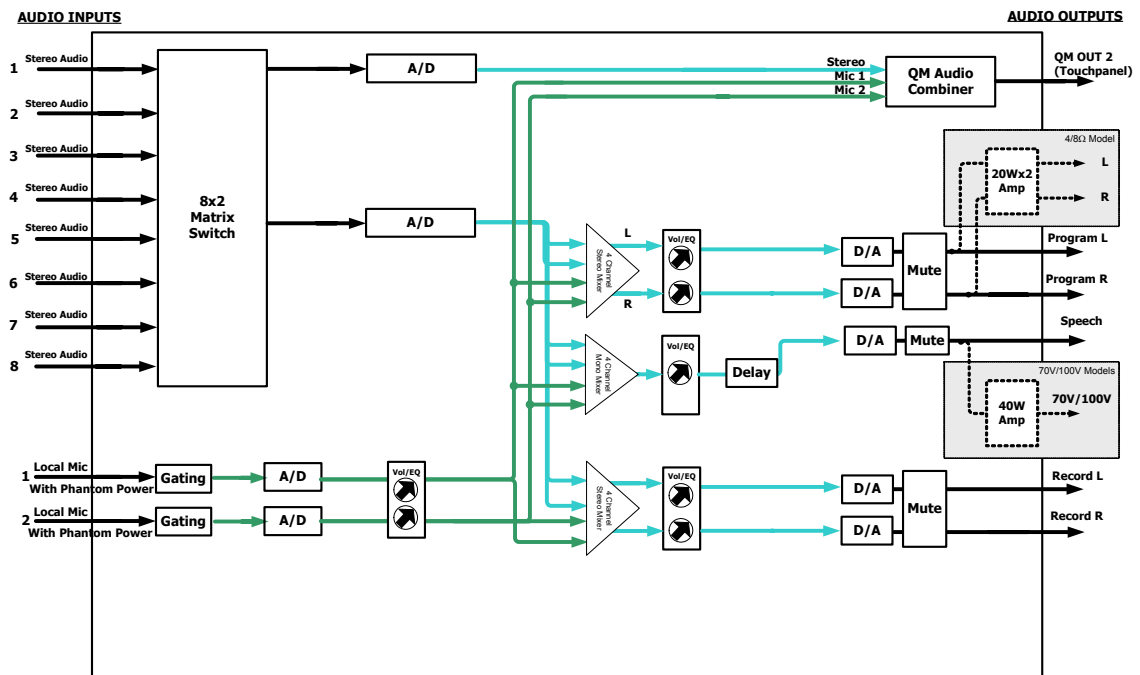 AUDIO INPUTS
AUDIO OUTPUTS
1 Stereo Audio
2 Stereo Audio
3 Stereo Audio
4 Stereo Audio
5 Stereo Audio
6 Stereo Audio
7 Stereo Audio
8 Stereo Audio
8x2
Matrix
Switch
A/D
A/D
Stereo
Mic 1
Mic 2
QM Audio
Combiner
QM OUT 2
(Touchpanel)
4/8Ω Model
20Wx2
Amp
L
R
4 Channel
Stereo Mixer
L
R
Vol/EQ
D/A
D/A
Mute
Program L
Program R
4 Channel
Mono Mixer
Vol/EQ
Delay
D/A
Mute
Speech
70V/100V Models
40W
Amp
70V/100V
1 Local Mic
With Phantom Power
Gating
A/D
2 Local Mic
With Phantom Power
Gating
A/D
Vol/EQ
4 Channel
Stereo Mixer
Vol/EQ
D/A
D/A
Mute
Record L
Record R